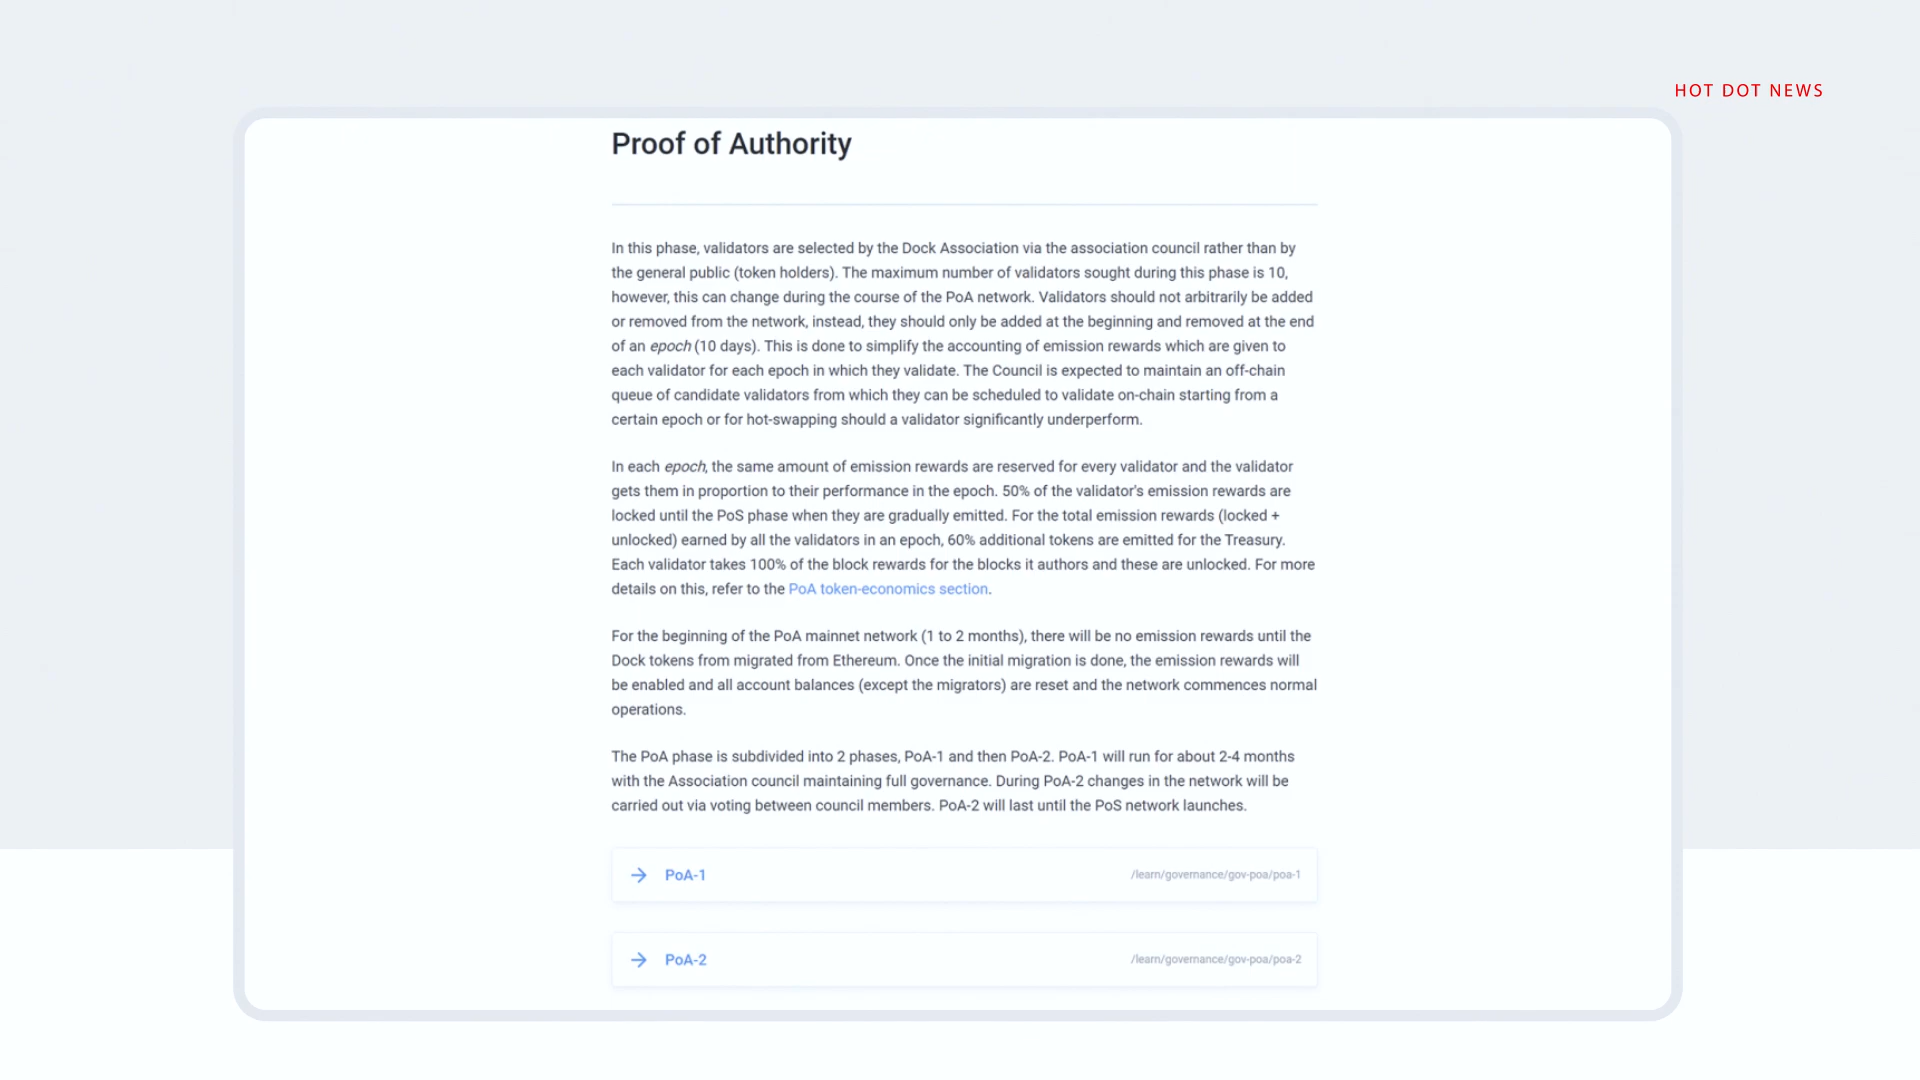 HOT DOT NEWS
Proof of Authority
In this phase, validators are selected by the Dock Association via the association council rather than by
the general public (token holders). The maximum number of validators sought during this phase is 10,
however, this can change during the course of the PoA network. Validators should not arbitrarily be added
or removed from the network, instead, they should only be added at the beginning and removed at the end
of an epoch (10 days). This is done to simplify the accounting of emission rewards which are given to
each validator for each epoch in which they validate. The Council is expected to maintain an off-chain
queue of candidate validators from which they can be scheduled to validate on-chain starting from a
certain epoch or for hot-swapping should a validator significantly underperform.
In each epoch, the same amount of emission rewards are reserved for every validator and the validator
gets them in proportion to their performance in the epoch. 50% of the validator's emission rewards are
locked until the PoS phase when they are gradually emitted. For the total emission rewards (locked +
unlocked) earned by all the validators in an epoch, 60% additional tokens are emitted for the Treasury.
Each validator takes 100% of the block rewards for the blocks it authors and these are unlocked. For more
details on this, refer to the PoA token-economics section.
For the beginning of the PoA mainnet network (1 to 2 months), there will be no emission rewards until the
Dock tokens from migrated from Ethereum. Once the initial migration is done, the emission rewards will
be enabled and all account balances (except the migrators) are reset and the network commences normal
operations.
The PoA phase is subdivided into 2 phases, PoA-1 and then PoA-2. PoA-1 will run for about 2-4 months
with the Association council maintaining full governance. During PoA-2 changes in the network will be
carried out via voting between council members. PoA-2 will last until the PoS network launches.
PoA-1 /learn/governance/gov-poa/poa-1
PoA-2 /learn/governance/gov-poa/poa-2